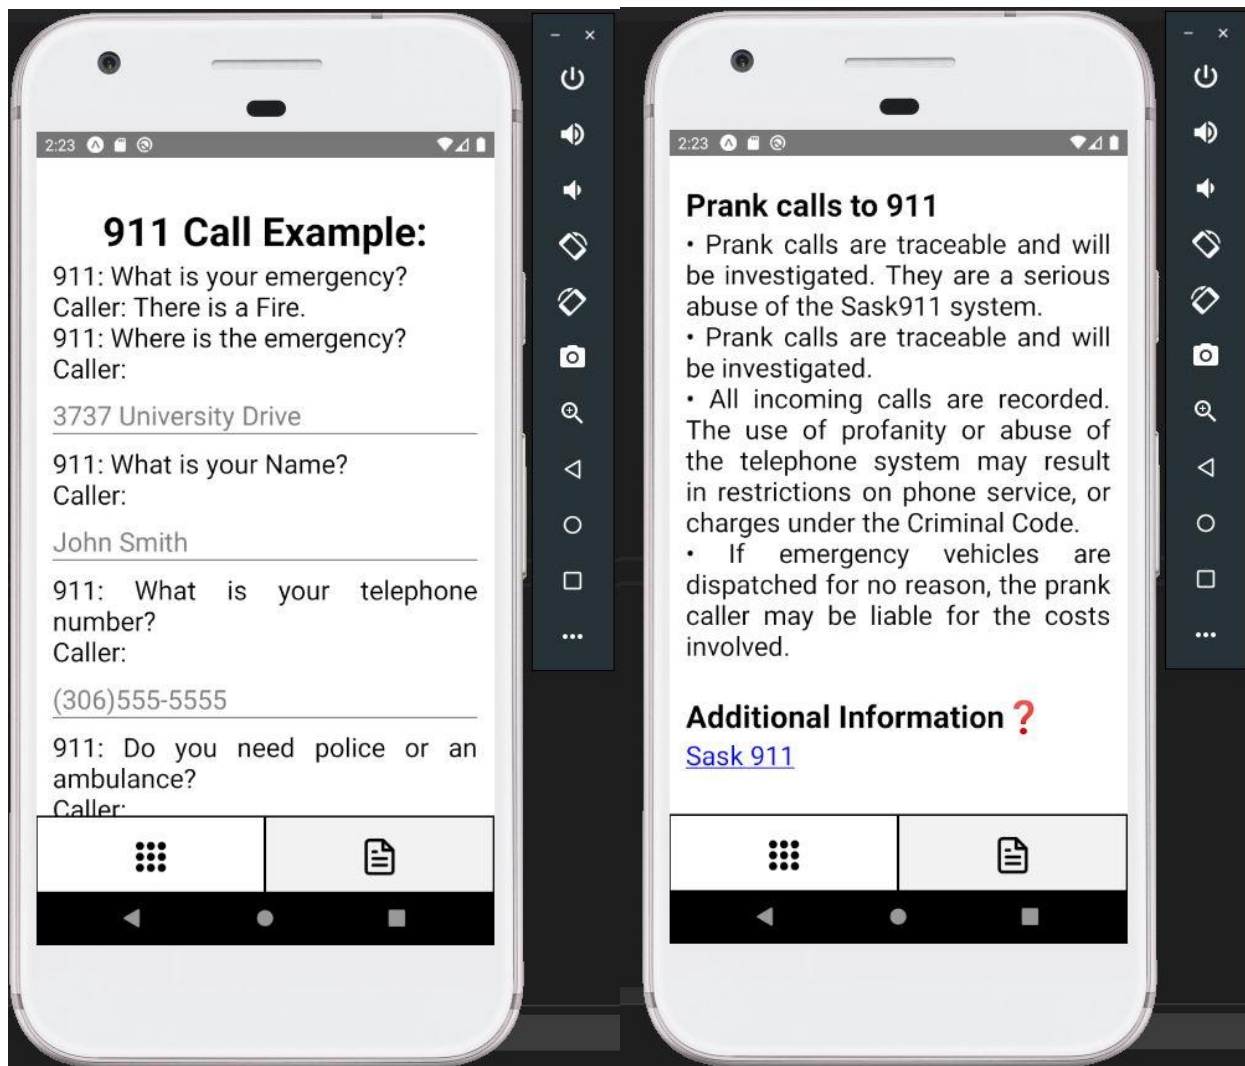 2:23
911 Call Example:
911: What is your emergency?
Caller: There is a Fire.
911: Where is the emergency?
Caller:
3737 University Drive
911: What is your Name?
Caller:
John Smith
911: What is your telephone
number?
Caller:
(306)555-5555
911: Do you need police or an
ambulance?
Caller:
2:23
Prank calls to 911
• Prank calls are traceable and will
be investigated. They are a serious
abuse of the Sask911 system.
• Prank calls are traceable and will
be investigated.
• All incoming calls are recorded.
The use of profanity or abuse of
the telephone system may result
in restrictions on phone service, or
charges under the Criminal Code.
• If emergency vehicles are
dispatched for no reason, the prank
caller may be liable for the costs
involved.
Additional Information❓
Sask 911